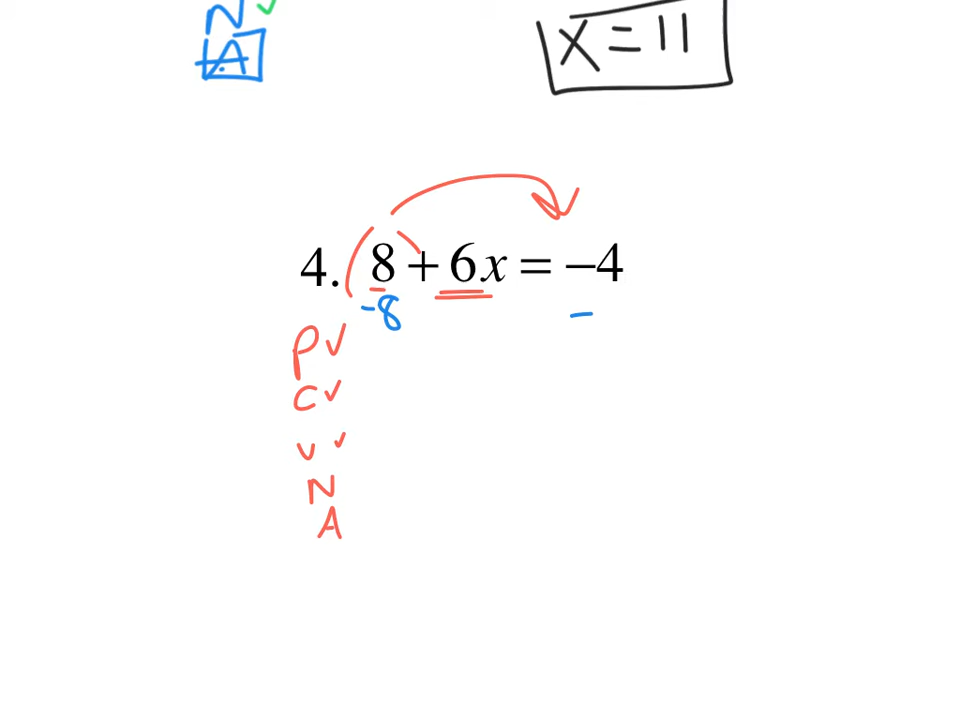 N ✓
A
x = 11
4. 8 + 6x = −4
-8 −
P ✓
C ✓
V ✓
N
A